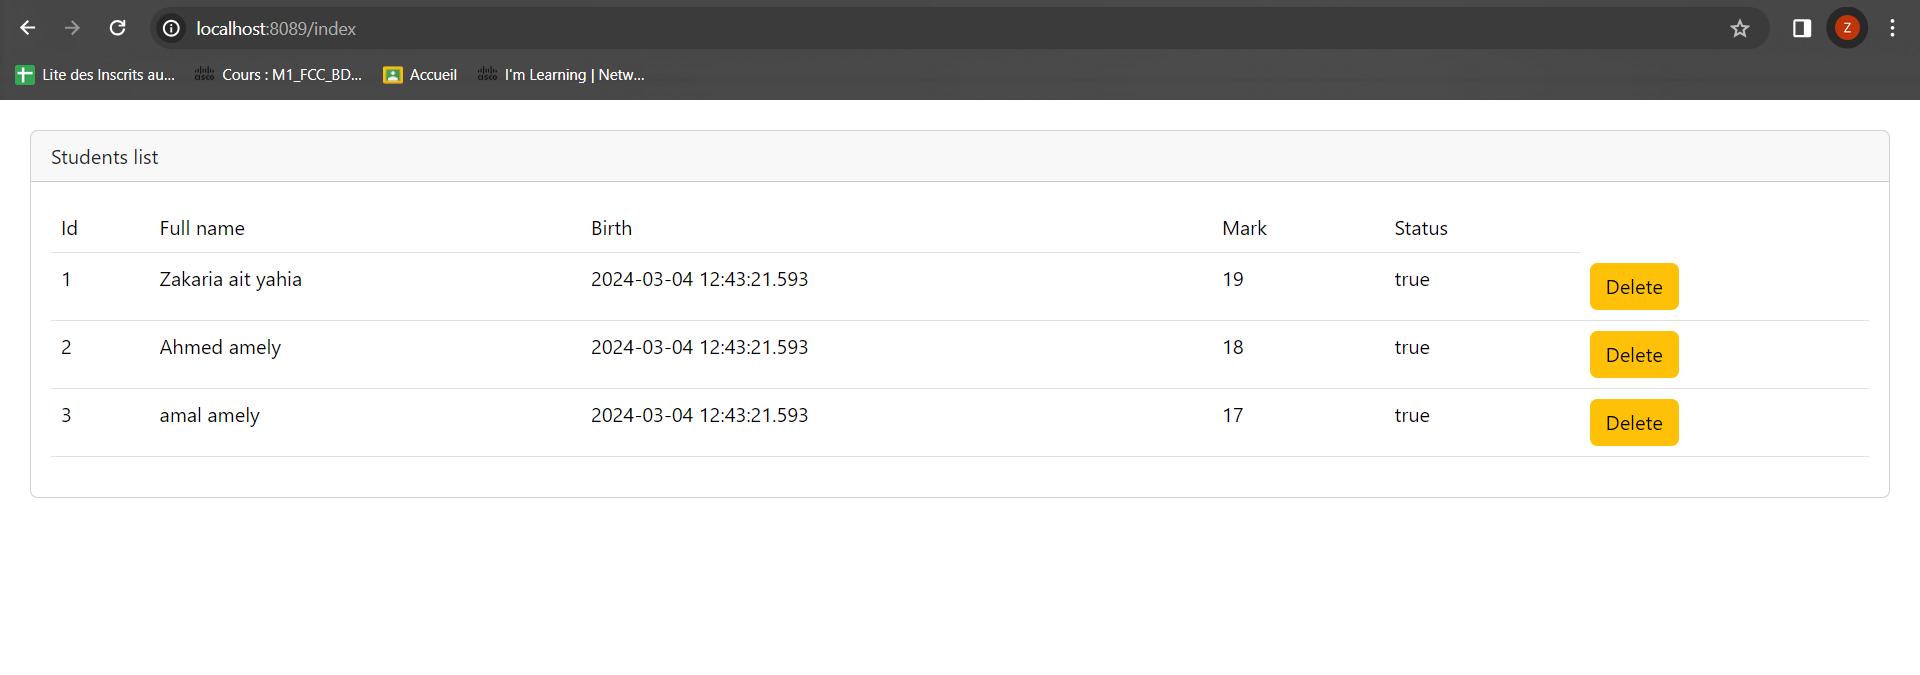 localhost:8089/index
Z
Lite des Inscrits au... cisco Cours : M1_FCC_BD... Accueil cisco I'm Learning | Netw...
Students list
Id Full name Birth Mark Status
1 Zakaria ait yahia 2024-03-04 12:43:21.593 19 true Delete
2 Ahmed amely 2024-03-04 12:43:21.593 18 true Delete
3 amal amely 2024-03-04 12:43:21.593 17 true Delete